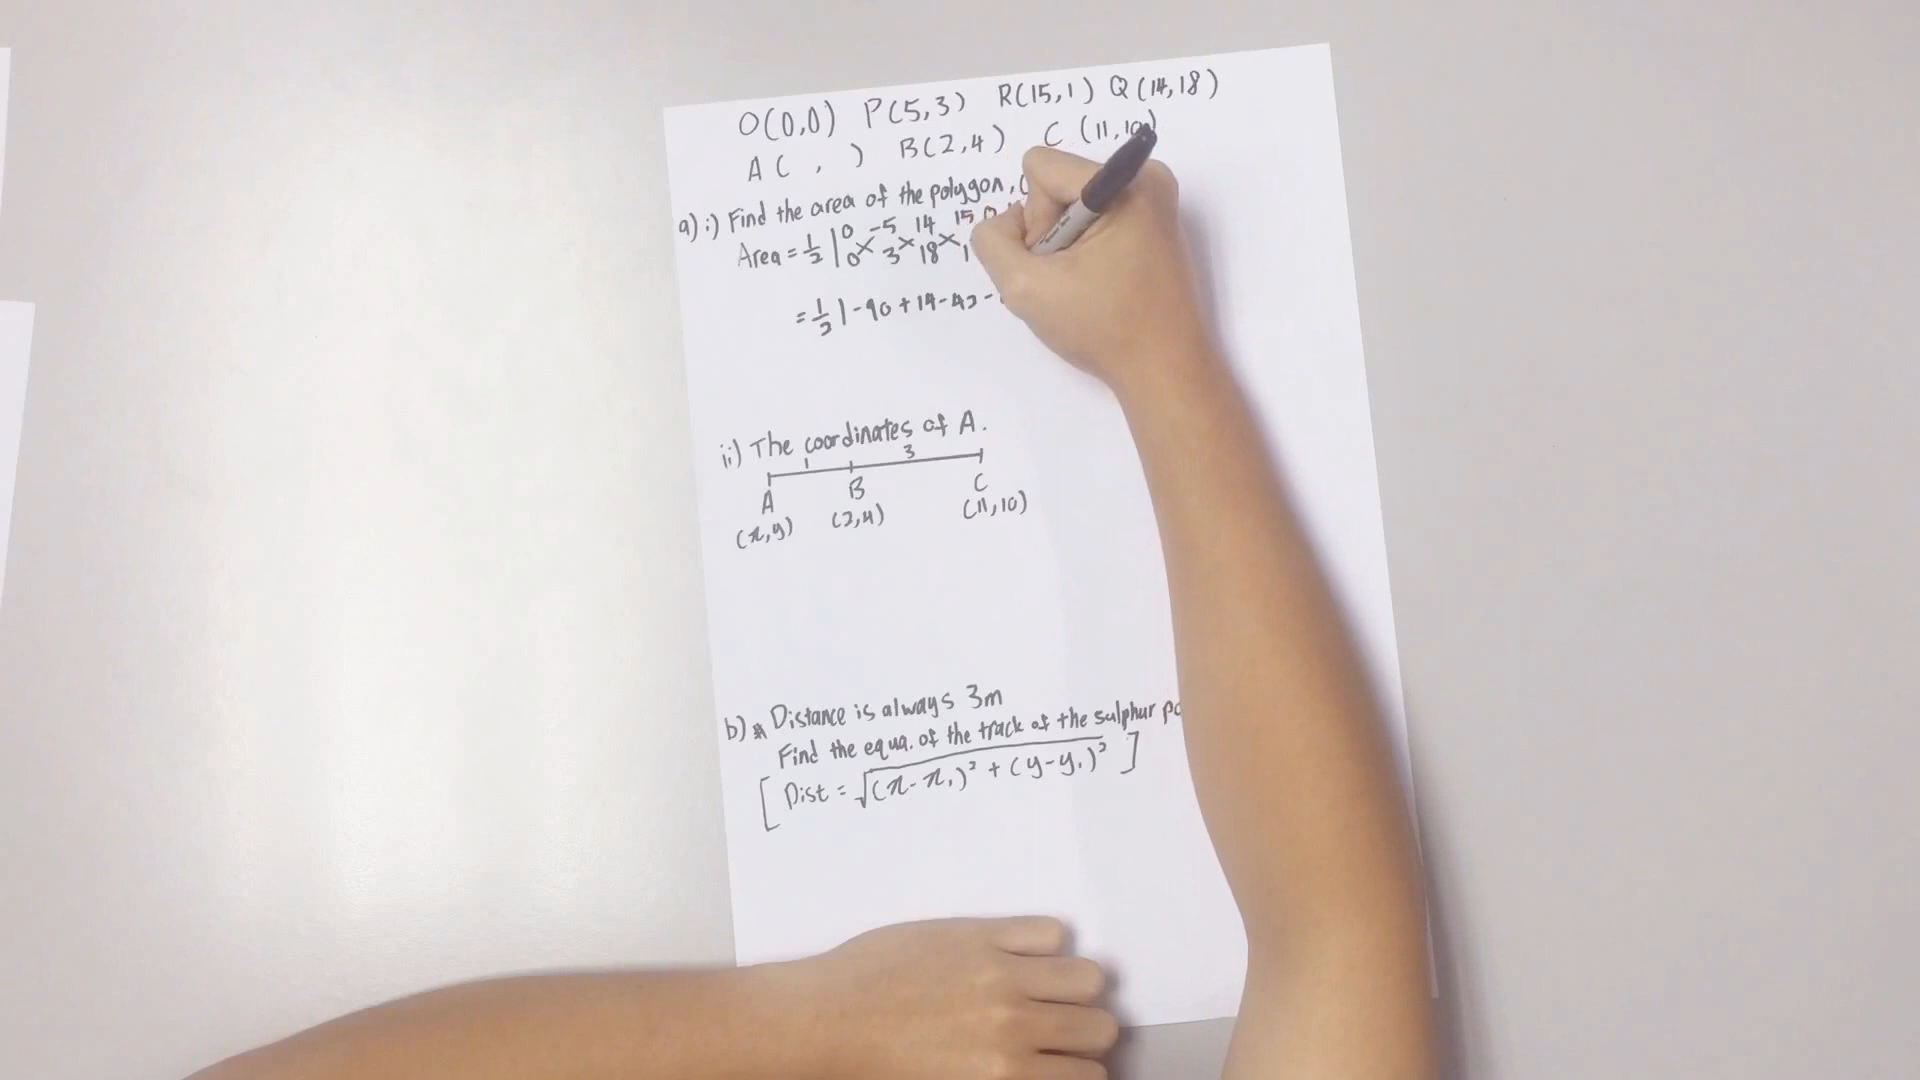 O(0,0) P(5,3) R(15,1) Q(14,18)
A( , ) B(2,4) C (11,10)
a) i) Find the area of the polygon,
Area = 1/2 | 0 -5 14 15 0
0 3 18 1
= 1/2 | -90 + 14 - 42 -
ii) The coordinates of A.
1 3
A B C
(x,y) (2,4) (11,10)
b) * Distance is always 3m
Find the equa. of the track of the sulphur
[ Dist = √(x-x₁)² + (y-y₁)² ]